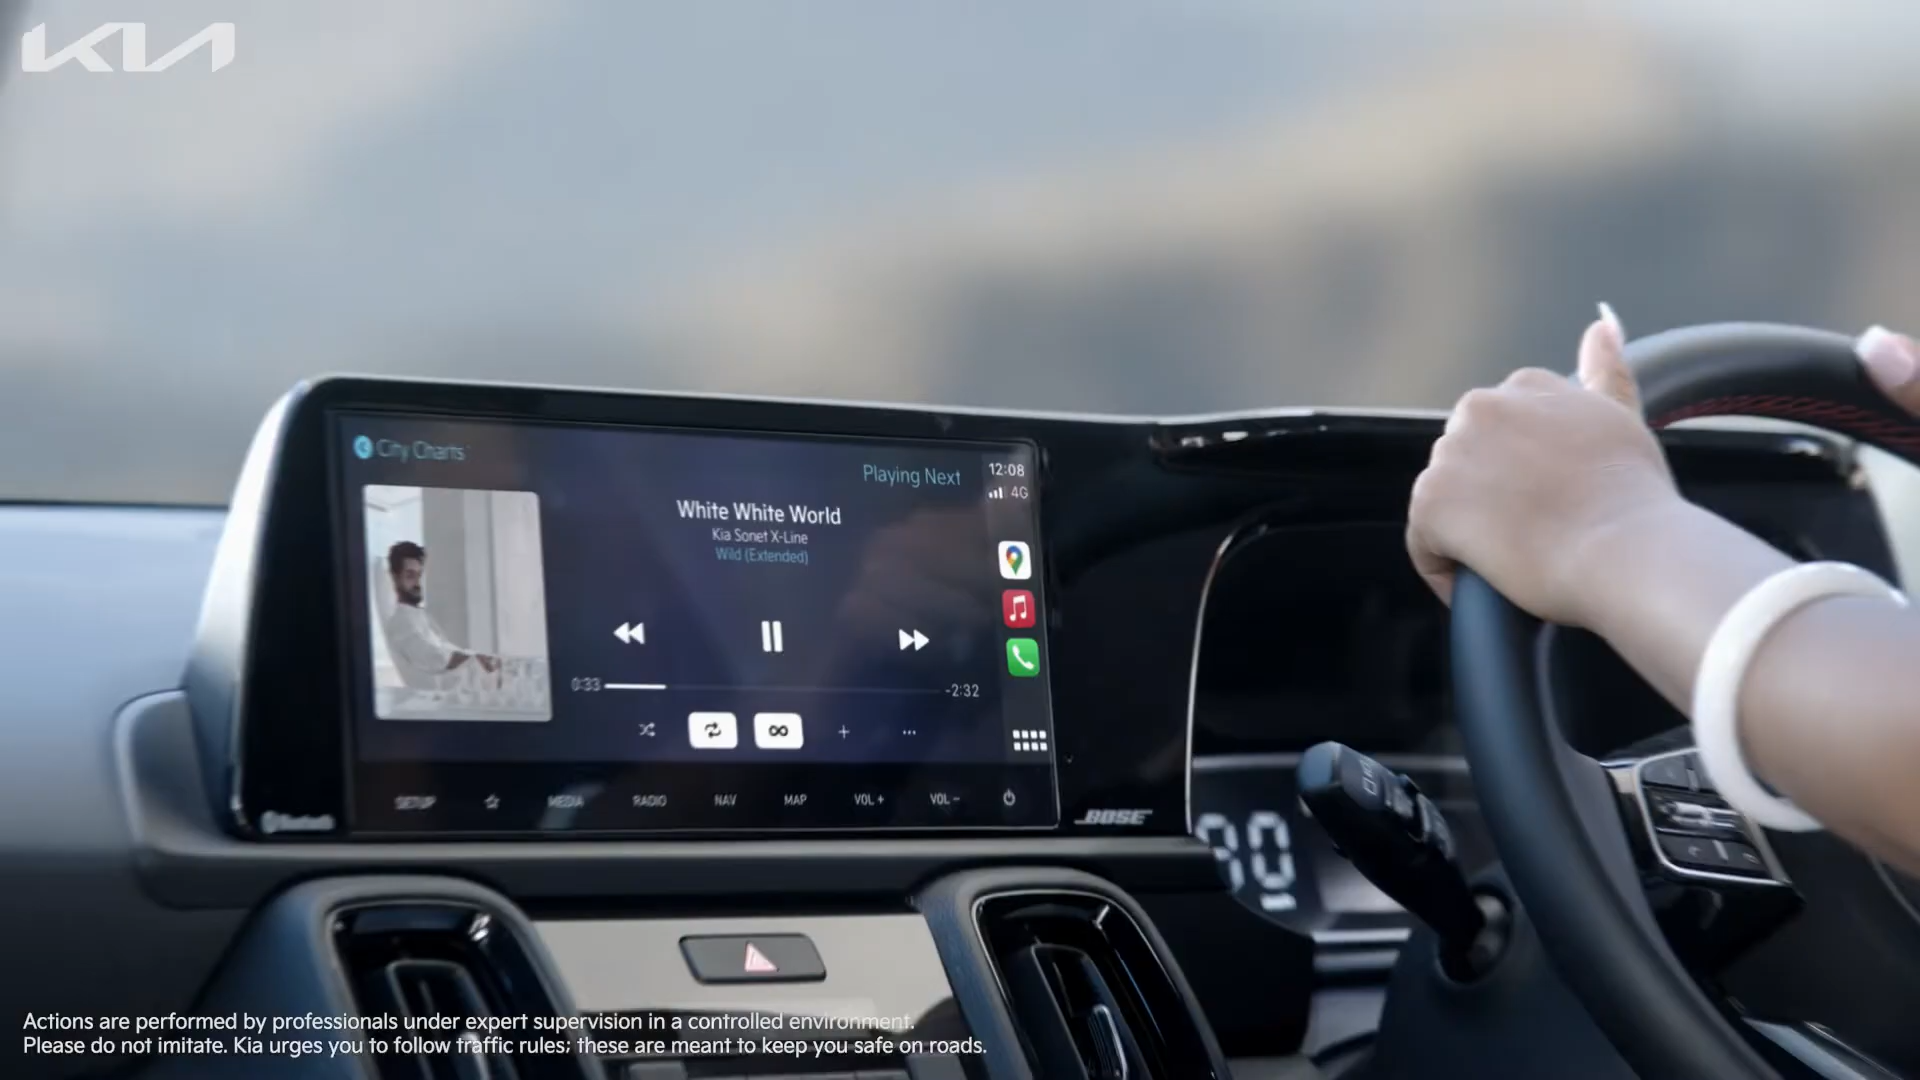 KIA
City Charts
Playing Next
12:08
4G
White White World
Kia Sonet X-Line
Wild (Extended)
0:33
-2:32
SETUP
MEDIA
RADIO
NAV
MAP
VOL +
VOL -
Bluetooth
BOSE
Actions are performed by professionals under expert supervision in a controlled environment.
Please do not imitate. Kia urges you to follow traffic rules; these are meant to keep you safe on roads.